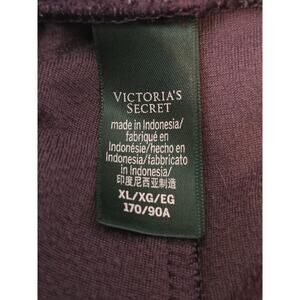 VICTORIA'S
SECRET
made in Indonesia/
fabriqué en
Indonésie/hecho en
Indonesia/fabbricato
in Indonesia/
印度尼西亚制造
XL/XG/EG
170/90A